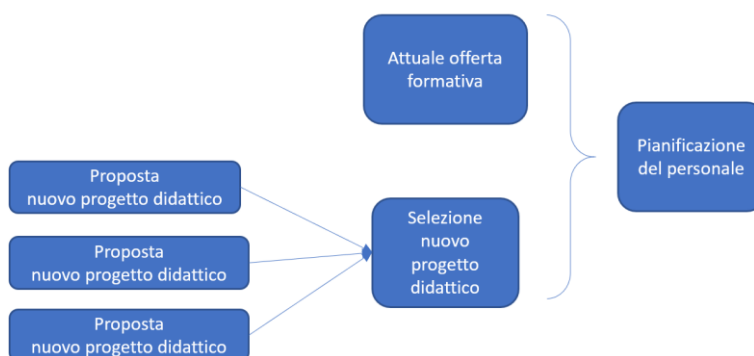 Attuale offerta
formativa
Pianificazione
del personale
Proposta
nuovo progetto didattico
Proposta
nuovo progetto didattico
Proposta
nuovo progetto didattico
Selezione
nuovo
progetto
didattico